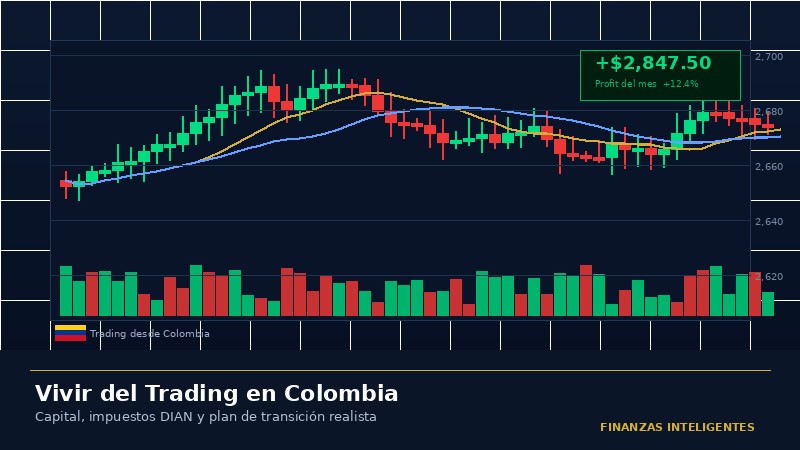 +$2,847.50
Profit del mes +12.4%
2,700
2,680
2,660
2,640
2,620
Trading desde Colombia
Vivir del Trading en Colombia
Capital, impuestos DIAN y plan de transición realista
FINANZAS INTELIGENTES